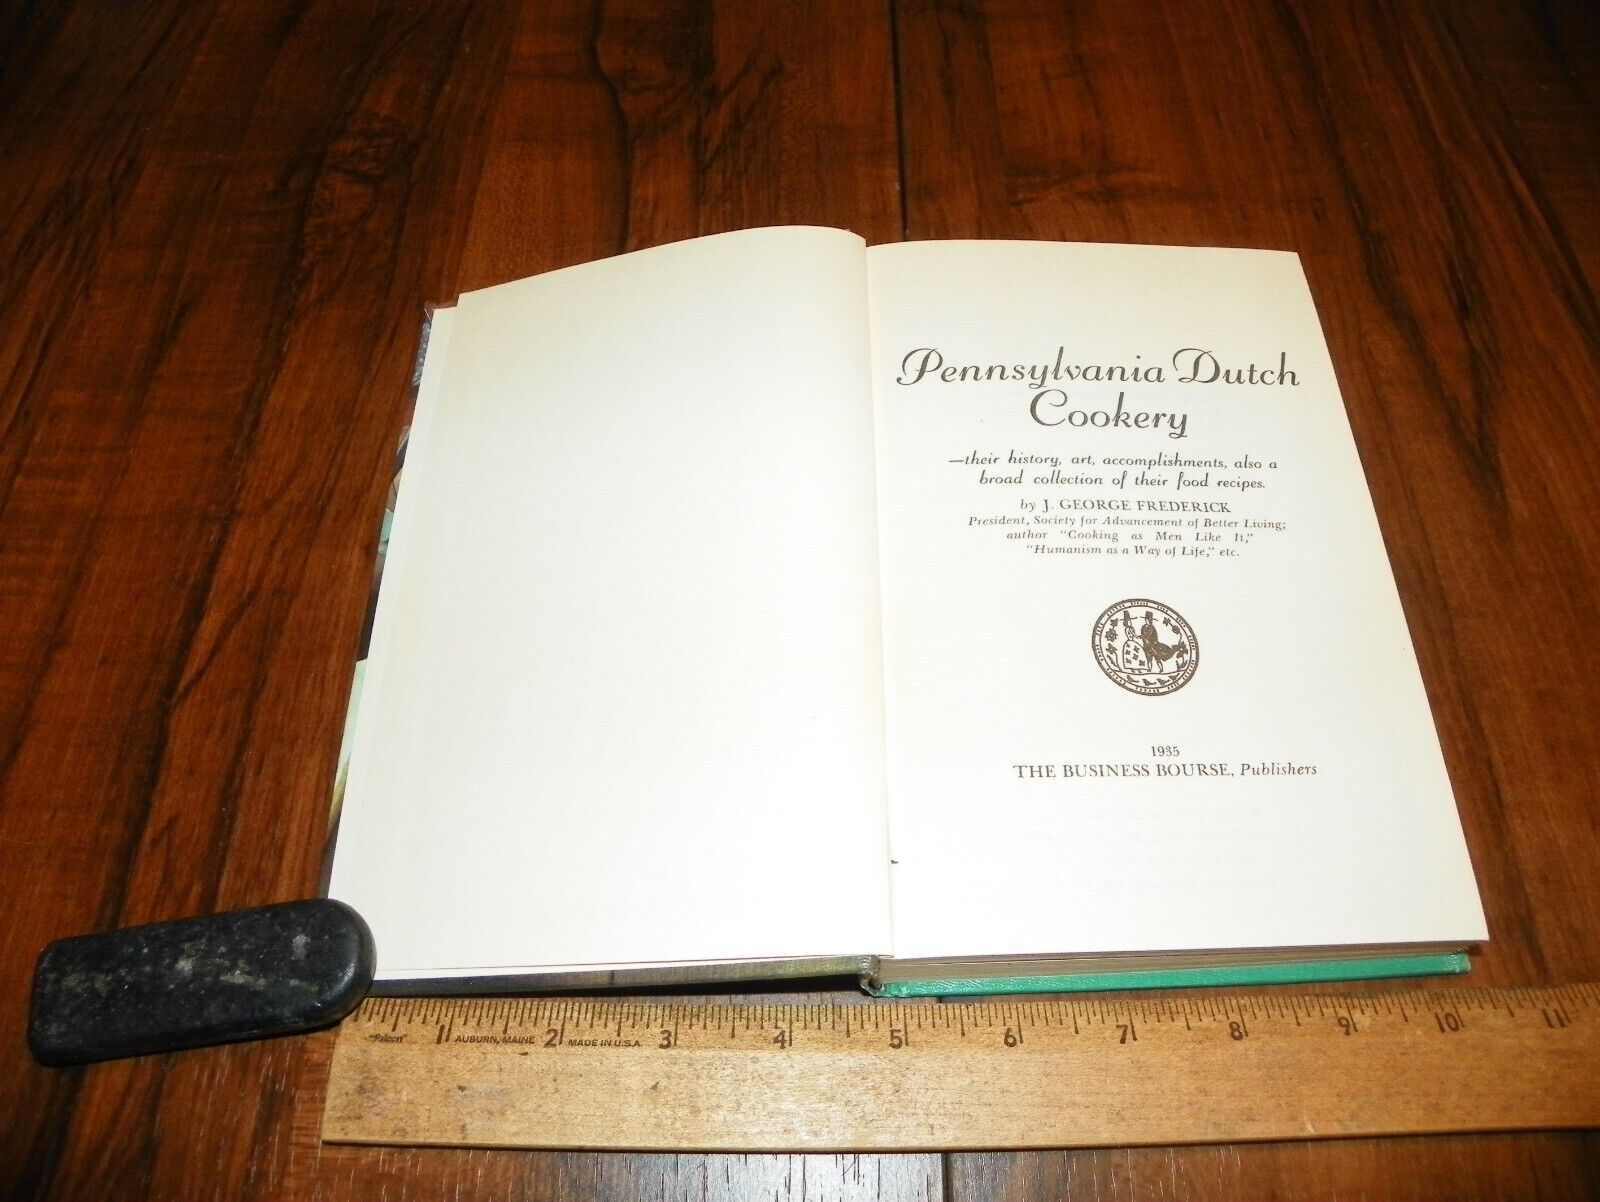 Pennsylvania Dutch
Cookery
—their history, art, accomplishments, also a
broad collection of their food recipes.
by J. GEORGE FREDERICK
President, Society for Advancement of Better Living;
author "Cooking as Men Like It,"
"Humanism as a Way of Life," etc.
1935
THE BUSINESS BOURSE, Publishers
"Falcon" 1 AUBURN, MAINE 2 MADE IN U.S.A. 3 4 5 6 7 8 9 10 11